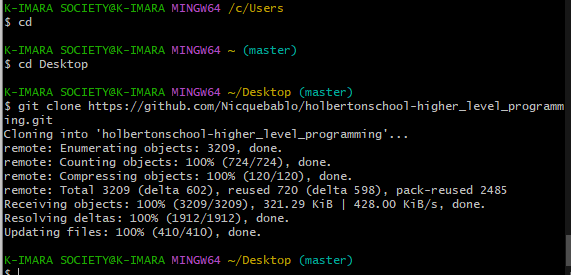 K-IMARA SOCIETY@K-IMARA MINGW64 /c/Users
$ cd
K-IMARA SOCIETY@K-IMARA MINGW64 ~ (master)
$ cd Desktop
K-IMARA SOCIETY@K-IMARA MINGW64 ~/Desktop (master)
$ git clone https://github.com/Nicquebablo/holbertonschool-higher_level_programm
ing.git
Cloning into 'holbertonschool-higher_level_programming'...
remote: Enumerating objects: 3209, done.
remote: Counting objects: 100% (724/724), done.
remote: Compressing objects: 100% (120/120), done.
remote: Total 3209 (delta 602), reused 720 (delta 598), pack-reused 2485
Receiving objects: 100% (3209/3209), 321.29 KiB | 428.00 KiB/s, done.
Resolving deltas: 100% (1912/1912), done.
Updating files: 100% (410/410), done.
K-IMARA SOCIETY@K-IMARA MINGW64 ~/Desktop (master)
$